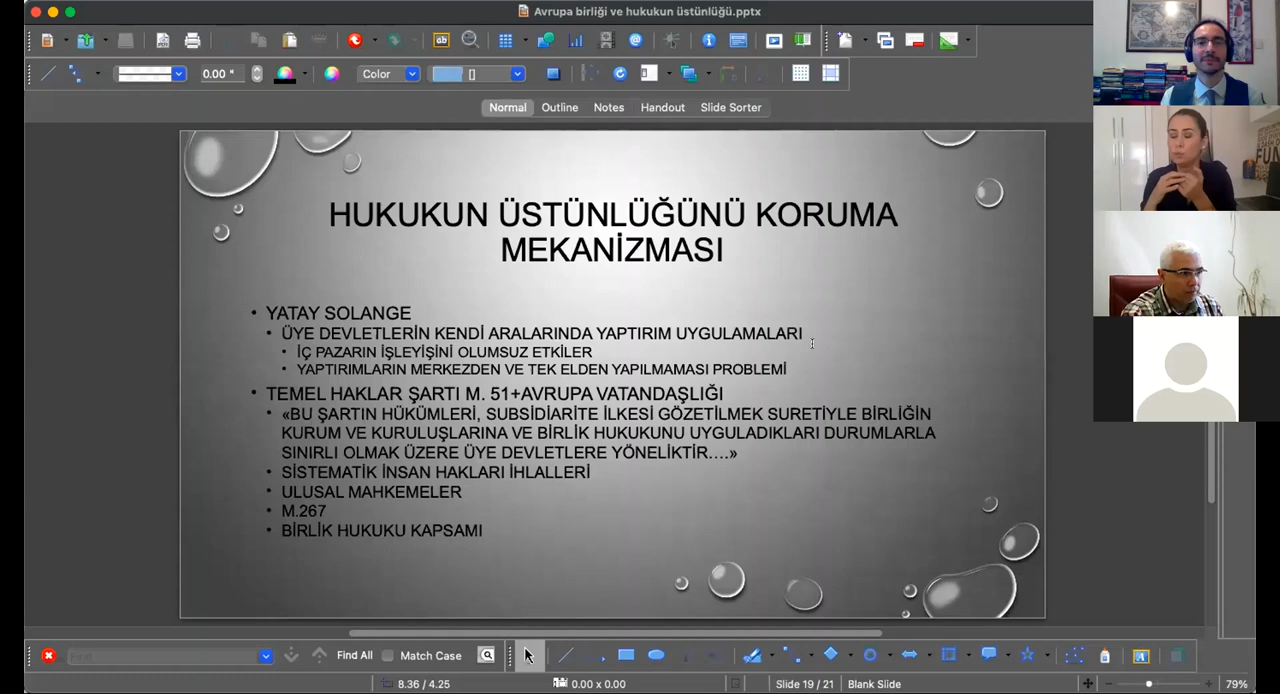 Avrupa birliği ve hukukun üstünlüğü.pptx
0.00 "
Color
[]
Normal
Outline
Notes
Handout
Slide Sorter
HUKUKUN ÜSTÜNLÜĞÜNÜ KORUMA
MEKANİZMASI
• YATAY SOLANGE
• ÜYE DEVLETLERİN KENDİ ARALARINDA YAPTIRIM UYGULAMALARI
• İÇ PAZARIN İŞLEYİŞİNİ OLUMSUZ ETKİLER
• YAPTIRIMLARIN MERKEZDEN VE TEK ELDEN YAPILMAMASI PROBLEMİ
• TEMEL HAKLAR ŞARTI M. 51+AVRUPA VATANDAŞLIĞI
• «BU ŞARTIN HÜKÜMLERİ, SUBSİDİARİTE İLKESİ GÖZETİLMEK SURETİYLE BİRLİĞİN
KURUM VE KURULUŞLARINA VE BİRLİK HUKUKUNU UYGULADIKLARI DURUMLARLA
SINIRLI OLMAK ÜZERE ÜYE DEVLETLERE YÖNELİKTİR....»
• SİSTEMATİK İNSAN HAKLARI İHLALLERİ
• ULUSAL MAHKEMELER
• M.267
• BİRLİK HUKUKU KAPSAMI
Find
Find All
Match Case
8.36 / 4.25
0.00 x 0.00
Slide 19 / 21
Blank Slide
79%